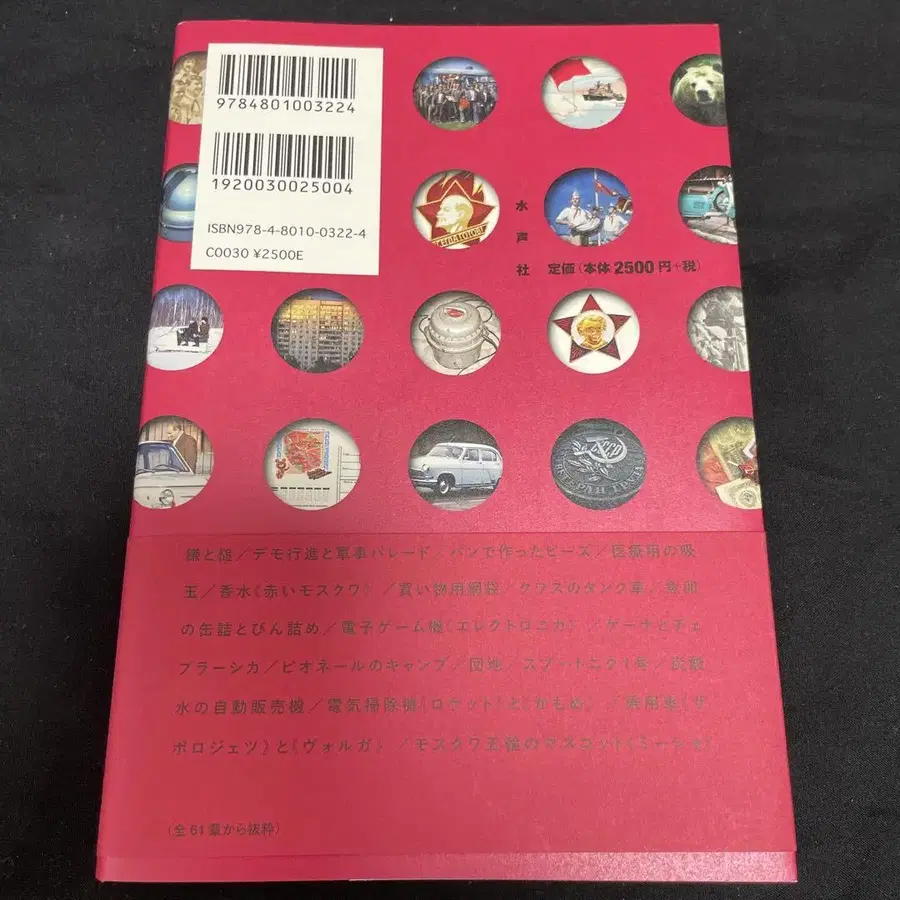 9784801003224
1920030025004
ISBN978-4-8010-0322-4
C0030 ¥2500E
水声社
定価(本体2500円+税)
鎌と鎚/デモ行進と軍事パレード/パンで作ったビーズ/医療用の吸
玉/香水《赤いモスクワ》/買い物用網袋/クワスのタンク車/魚卵
の缶詰とびん詰め/電子ゲーム機《エレクトロニカ》/ゲーナとチェ
ブラーシカ/ピオネールのキャンプ/団地/スプートニク1号/炭酸
水の自動販売機/電気掃除機《ロケット》と《かもめ》/乗用車《ザ
ポロジェツ》と《ヴォルガ》/モスクワ五輪のマスコット《ミーシャ》
(全61章から抜粋)
СССР
ВЕТЕРАН ТРУДА